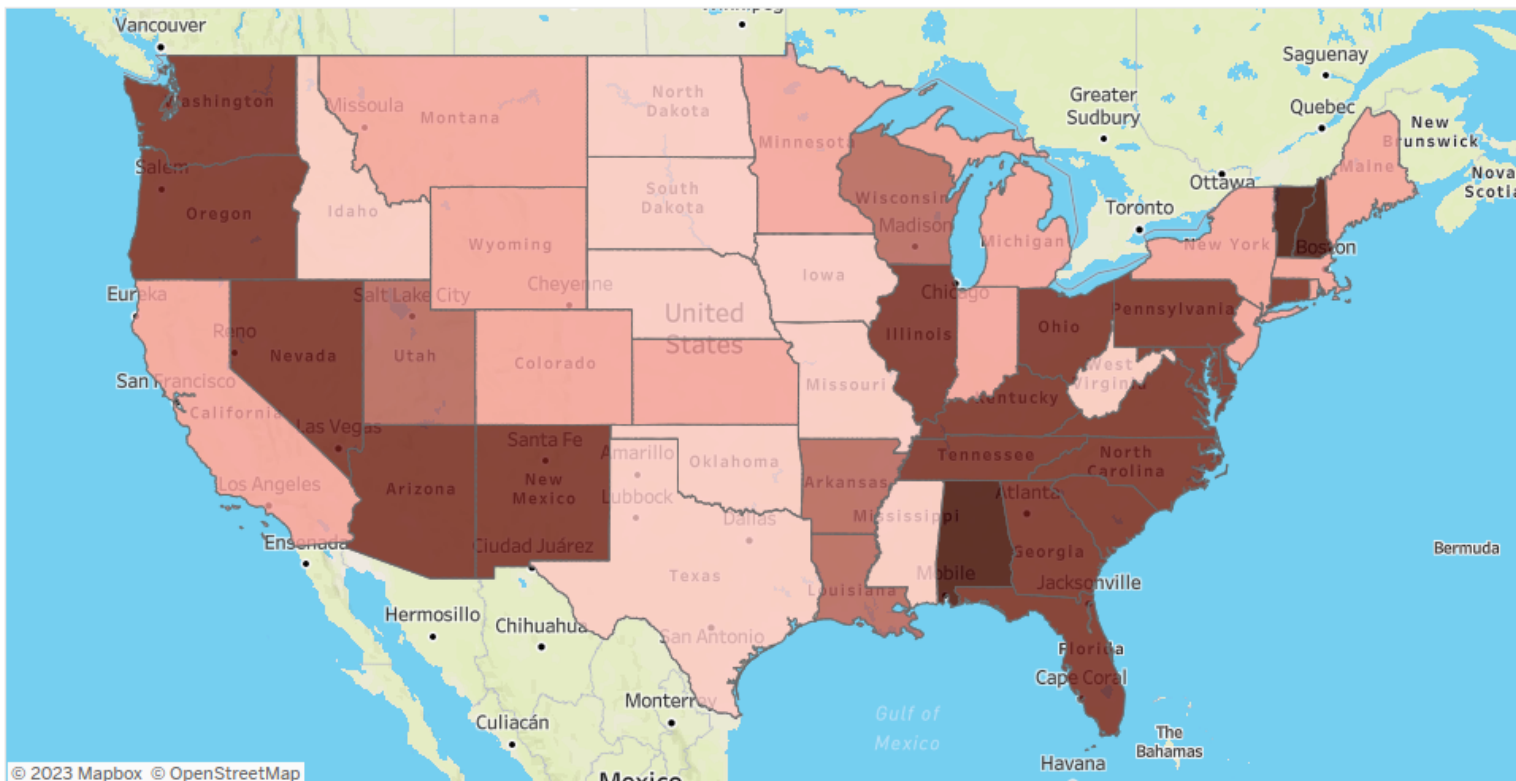 Vancouver
Saguenay
Quebec
Greater
Sudbury
New
Brunswick
Nova
Scotia
Ottawa
Toronto
Washington
Missoula
Montana
North
Dakota
Minnesota
Maine
Salem
Oregon
Idaho
South
Dakota
Wisconsin
Madison
Michigan
New York
Boston
Wyoming
Cheyenne
Iowa
Chicago
Eureka
Salt Lake City
Reno
Nevada
Utah
Colorado
United
States
Illinois
Ohio
Pennsylvania
West
Virginia
San Francisco
California
Las Vegas
Missouri
Kentucky
Los Angeles
Arizona
Santa Fe
New
Mexico
Amarillo
Lubbock
Oklahoma
Arkansas
Tennessee
North
Carolina
Atlanta
Dallas
Mississippi
Georgia
Ensenada
Ciudad Juárez
Texas
Louisiana
Mobile
Jacksonville
Bermuda
Hermosillo
Chihuahua
San Antonio
Florida
Cape Coral
Monterrey
Culiacán
Gulf of
Mexico
The
Bahamas
Havana
Mexico
© 2023 Mapbox © OpenStreetMap